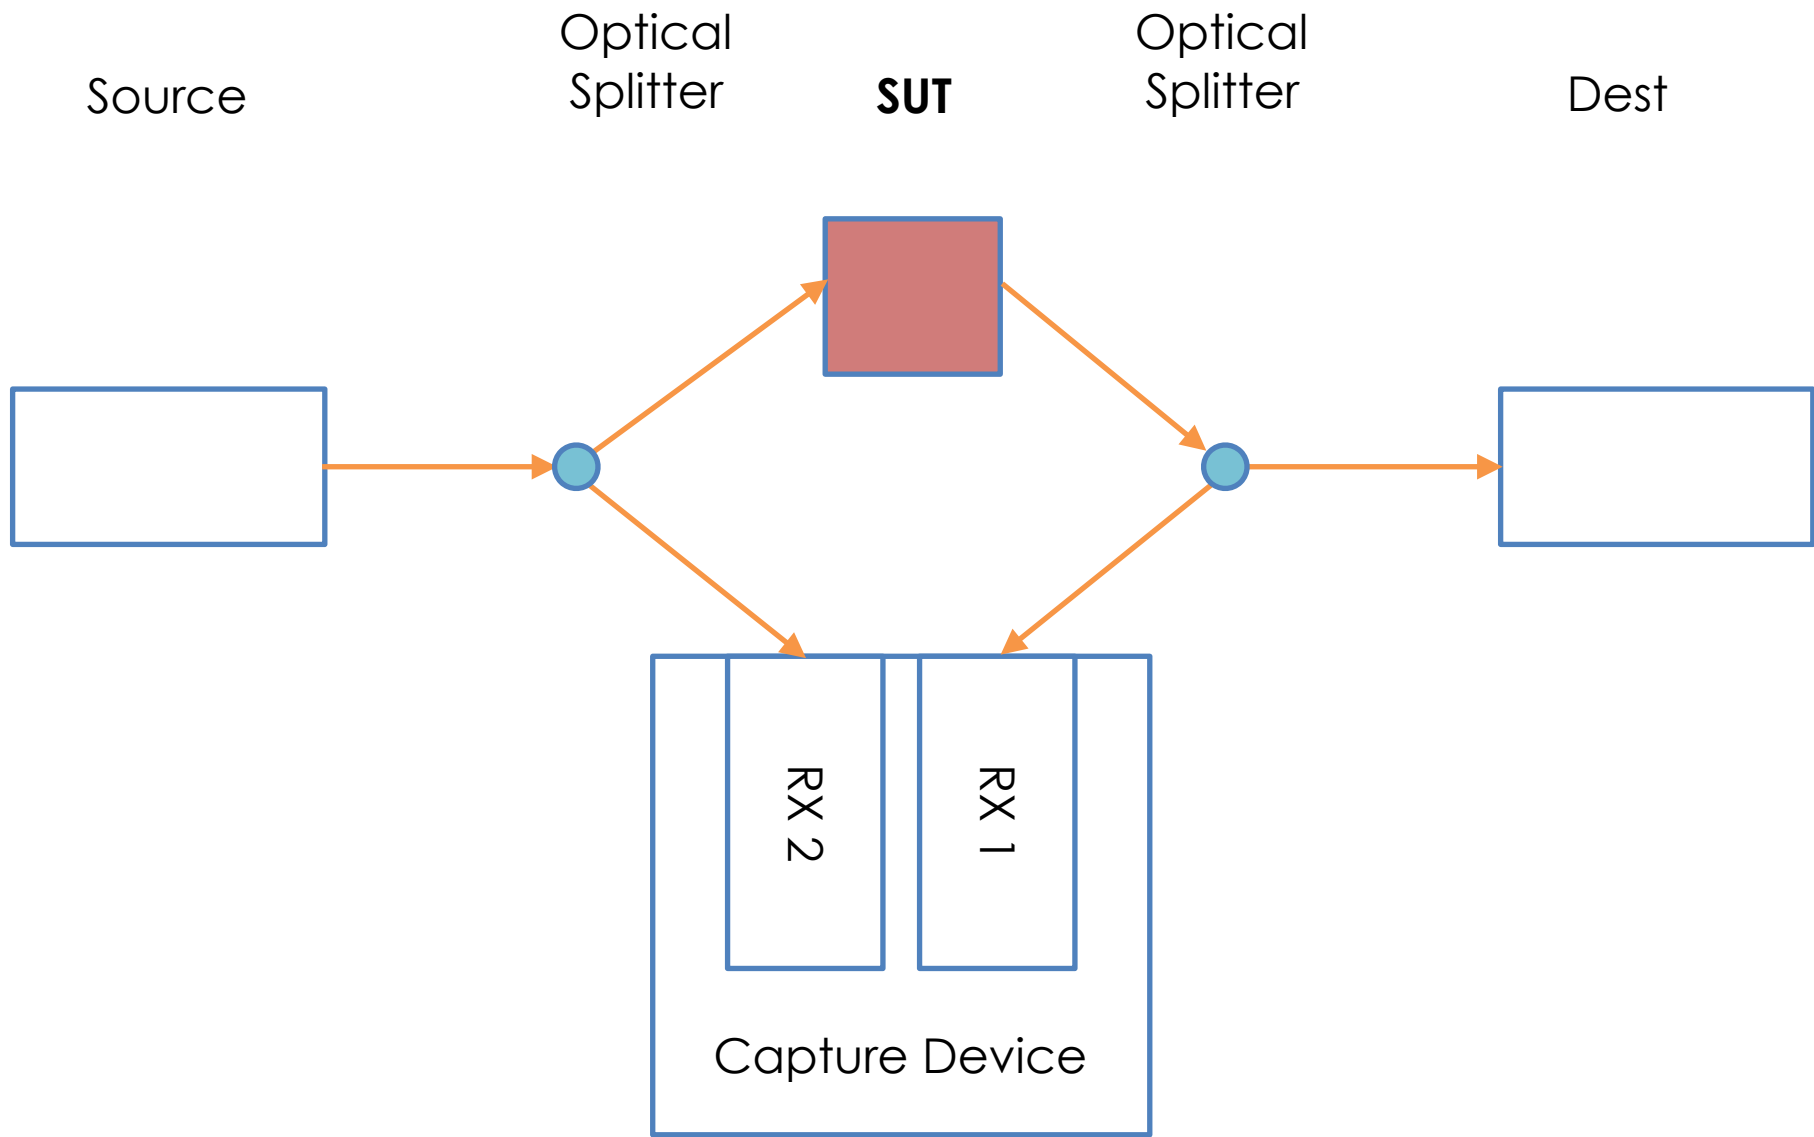 Source
Optical
Splitter
SUT
Optical
Splitter
Dest
RX 2
RX 1
Capture Device